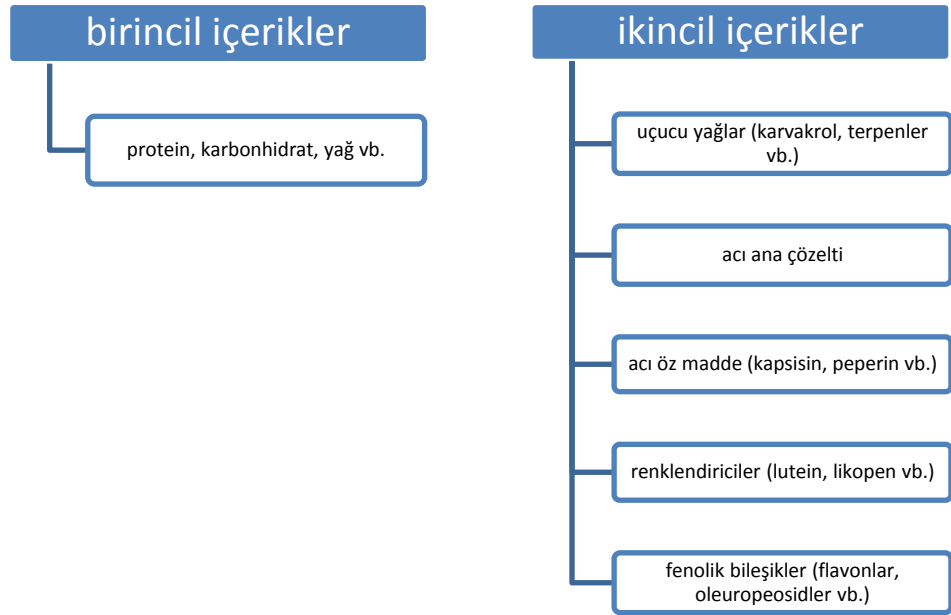 birincil içerikler
protein, karbonhidrat, yağ vb.
ikincil içerikler
uçucu yağlar (karvakrol, terpenler
vb.)
acı ana çözelti
acı öz madde (kapsisin, peperin vb.)
renklendiriciler (lutein, likopen vb.)
fenolik bileşikler (flavonlar,
oleuropeosidler vb.)